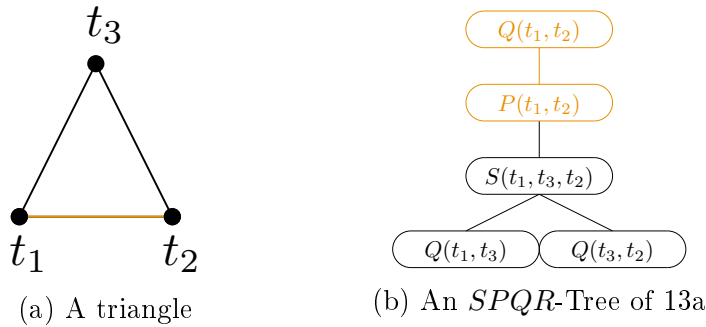 t₃
t₁ t₂
(a) A triangle
Q(t₁, t₂)
P(t₁, t₂)
S(t₁, t₃, t₂)
Q(t₁, t₃) Q(t₃, t₂)
(b) An SPQR-Tree of 13a